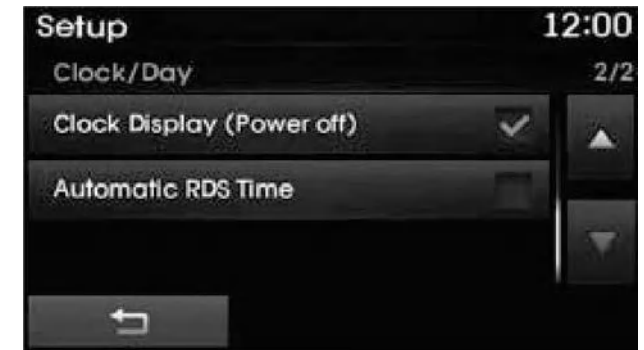 Setup 12:00
Clock/Day 2/2
Clock Display (Power off)
Automatic RDS Time